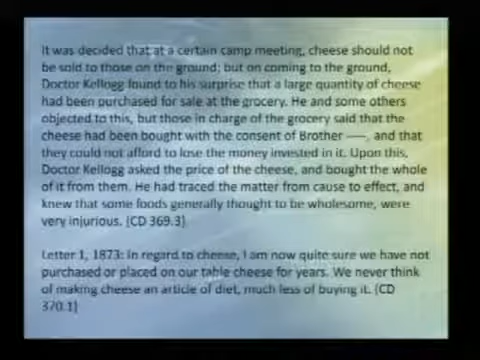 It was decided that at a certain camp meeting, cheese should not
be sold to those on the ground; but on coming to the ground,
Doctor Kellogg found to his surprise that a large quantity of cheese
had been purchased for sale at the grocery. He and some others
objected to this, but those in charge of the grocery said that the
cheese had been bought with the consent of Brother -----, and that
they could not afford to lose the money invested in it. Upon this,
Doctor Kellogg asked the price of the cheese, and bought the whole
of it from them. He had traced the matter from cause to effect, and
knew that some foods generally thought to be wholesome, were
very injurious. {CD 369.3}
Letter 1, 1873: In regard to cheese, I am now quite sure we have not
purchased or placed on our table cheese for years. We never think
of making cheese an article of diet, much less of buying it. {CD
370.1}